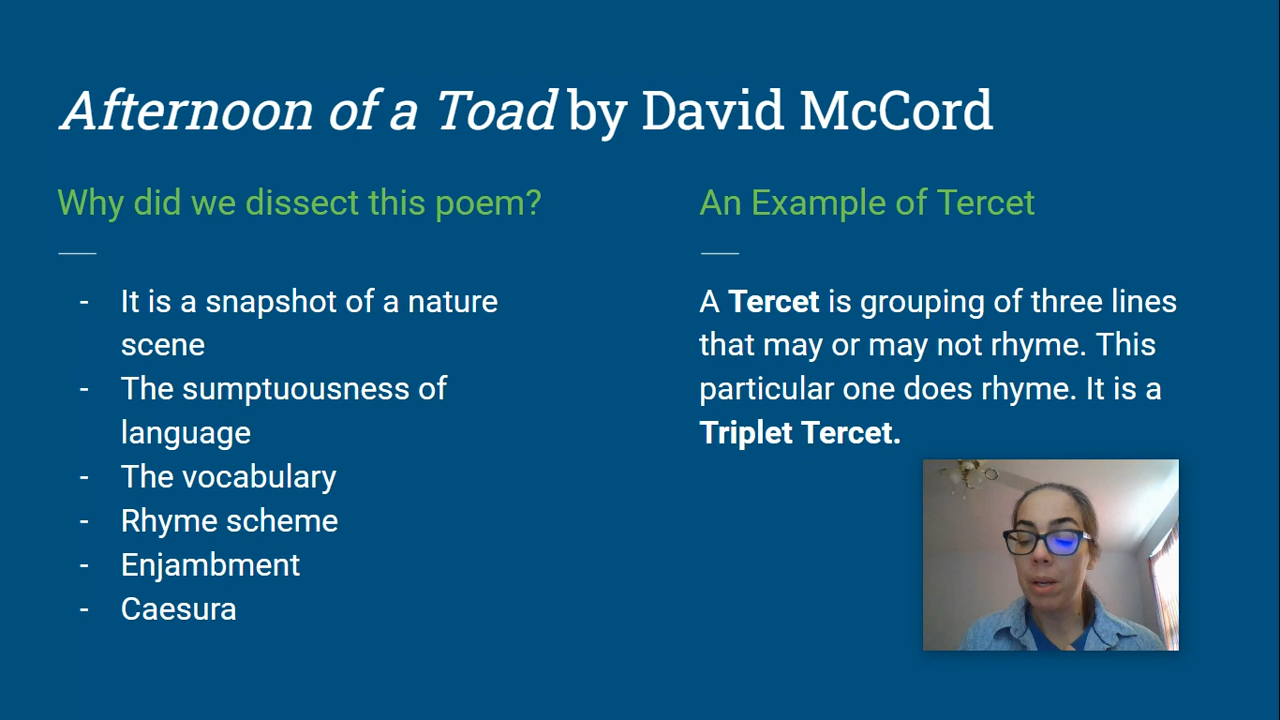 Afternoon of a Toad by David McCord
Why did we dissect this poem?
- It is a snapshot of a nature
scene
- The sumptuousness of
language
- The vocabulary
- Rhyme scheme
- Enjambment
- Caesura
An Example of Tercet
A Tercet is grouping of three lines
that may or may not rhyme. This
particular one does rhyme. It is a
Triplet Tercet.